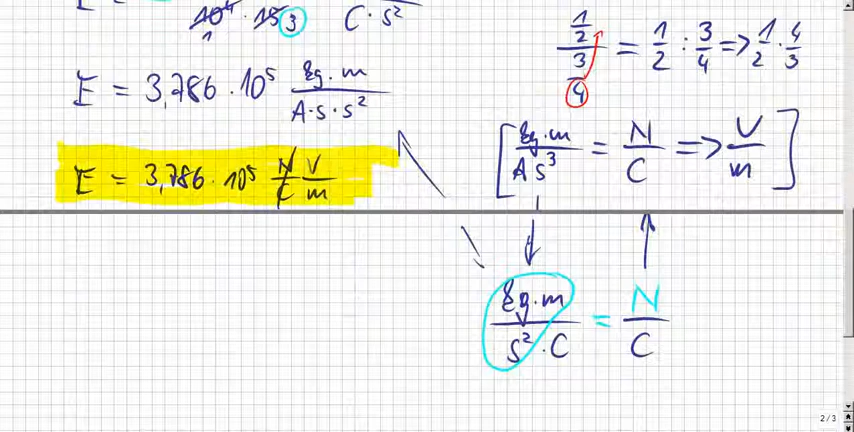 10⁴ · 15 3   C · s²
1
E = 3,786 · 10⁵ kg · m / A · s · s²
E = 3,786 · 10⁵ N/C V/m
1/2 / 3/4 = 1/2 : 3/4 => 1/2 · 4/3
[ kg · m / A s³ = N/C => V/m ]
kg · m / s² · C = N/C
2/3